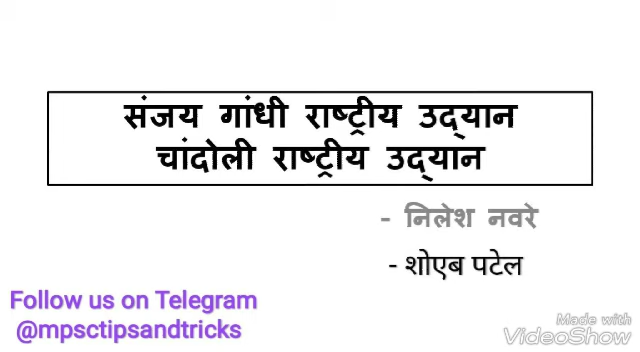 संजय गांधी राष्ट्रीय उद्यान
चांदोली राष्ट्रीय उद्यान
- निलेश नवरे
- शोएब पटेल
Follow us on Telegram
@mpsctipsandtricks
Made with
VideoShow